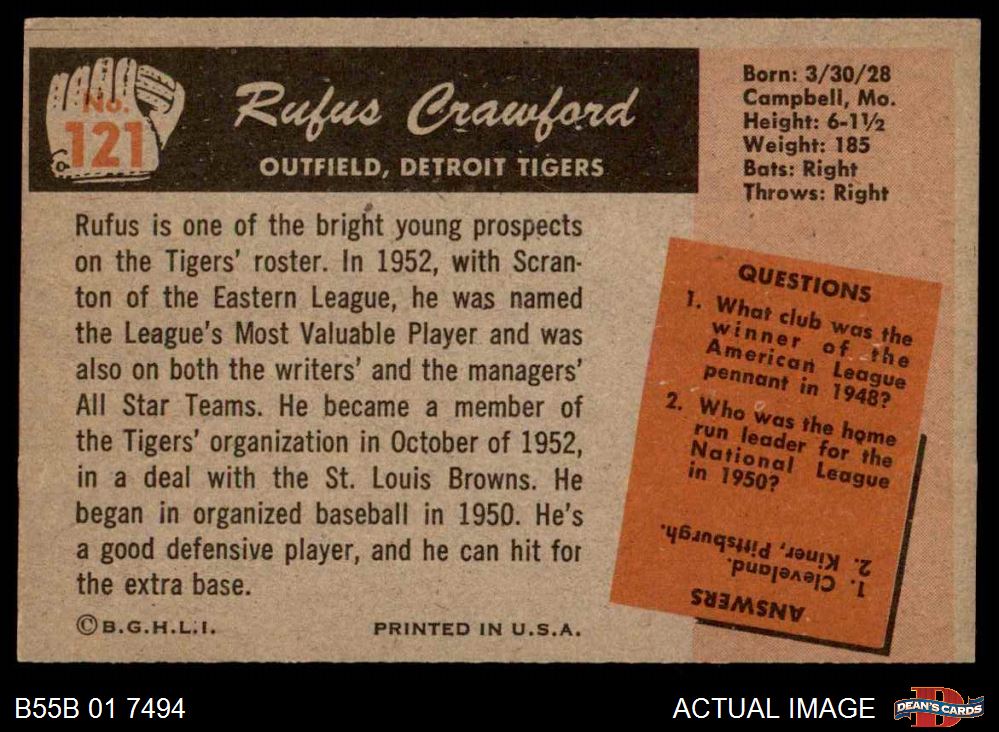 No.
121
Rufus Crawford
OUTFIELD, DETROIT TIGERS
Born: 3/30/28
Campbell, Mo.
Height: 6-1½
Weight: 185
Bats: Right
Throws: Right
Rufus is one of the bright young prospects
on the Tigers' roster. In 1952, with Scran-
ton of the Eastern League, he was named
the League's Most Valuable Player and was
also on both the writers' and the managers'
All Star Teams. He became a member of
the Tigers' organization in October of 1952,
in a deal with the St. Louis Browns. He
began in organized baseball in 1950. He's
a good defensive player, and he can hit for
the extra base.
©B.G.H.L.I.
PRINTED IN U.S.A.
QUESTIONS
1. What club was the
winner of the
American League
pennant in 1948?
2. Who was the home
run leader for the
National League
in 1950?
ANSWERS
1. Cleveland.
2. Kiner, Pittsburgh.
B55B 01 7494
ACTUAL IMAGE
DEAN'S CARDS